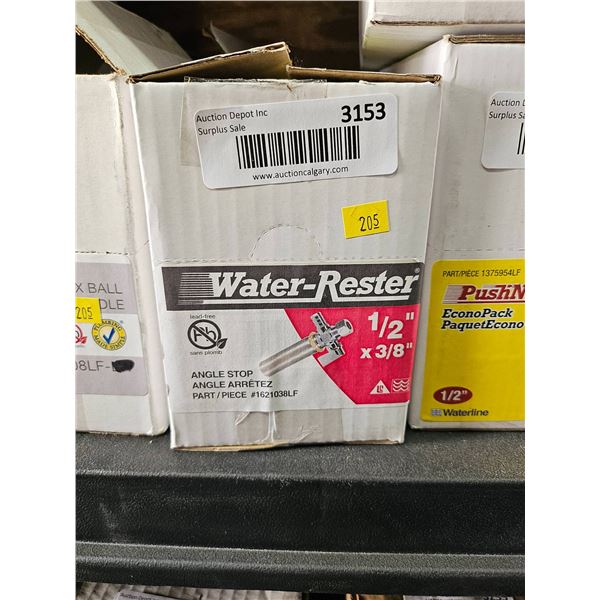 Auction Depot Inc
Surplus Sale
3153
www.auctioncalgary.com
205
Water-Rester®
lead-free
sans plomb
1/2"
x 3/8"
ANGLE STOP
ANGLE ARRÊTEZ
PART / PIECE #1621038LF
X BALL
DLE
205
08LF-
Auction D
Surplus Sa
PART/PIÈCE 1375954LF
PushN
EconoPack
PaquetEcono
1/2"
Waterline